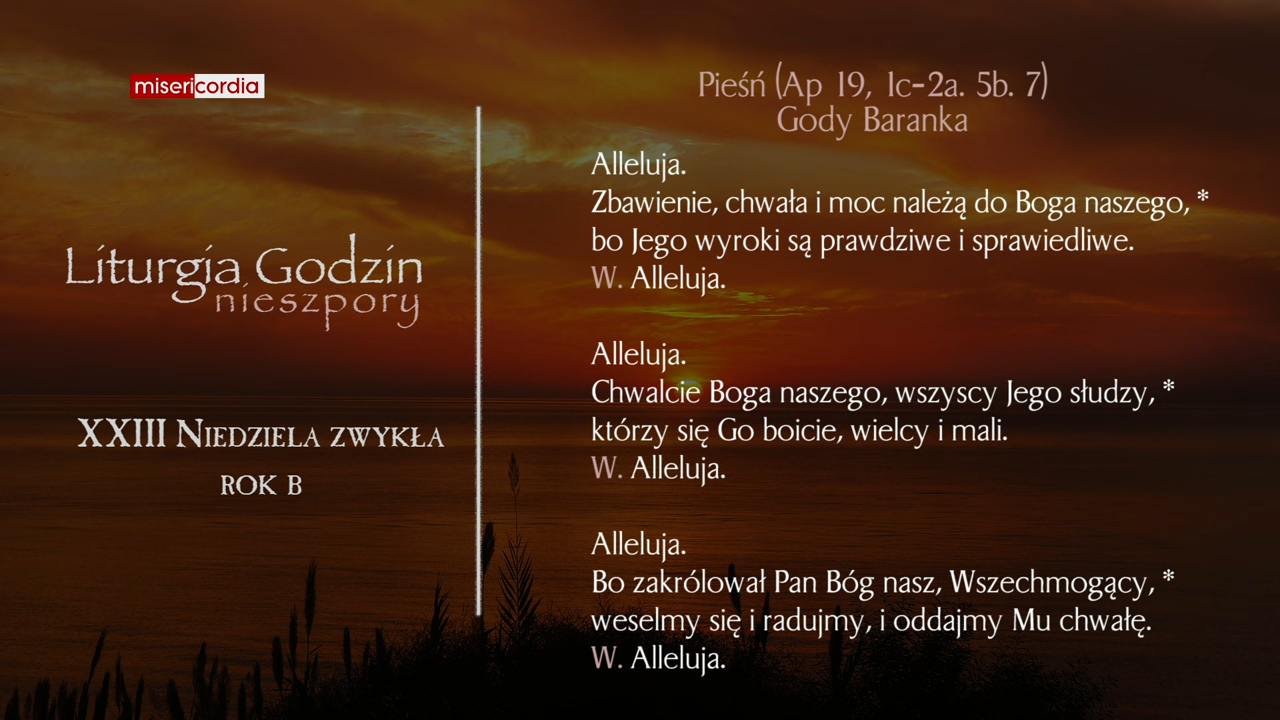 misericordia
Liturgia Godzin
nieszpory
XXIII Niedziela zwykła
rok B
Pieśń (Ap 19, 1c-2a. 5b. 7)
Gody Baranka
Alleluja.
Zbawienie, chwała i moc należą do Boga naszego, *
bo Jego wyroki są prawdziwe i sprawiedliwe.
W. Alleluja.
Alleluja.
Chwalcie Boga naszego, wszyscy Jego słudzy, *
którzy się Go boicie, wielcy i mali.
W. Alleluja.
Alleluja.
Bo zakrólował Pan Bóg nasz, Wszechmogący, *
weselmy się i radujmy, i oddajmy Mu chwałę.
W. Alleluja.